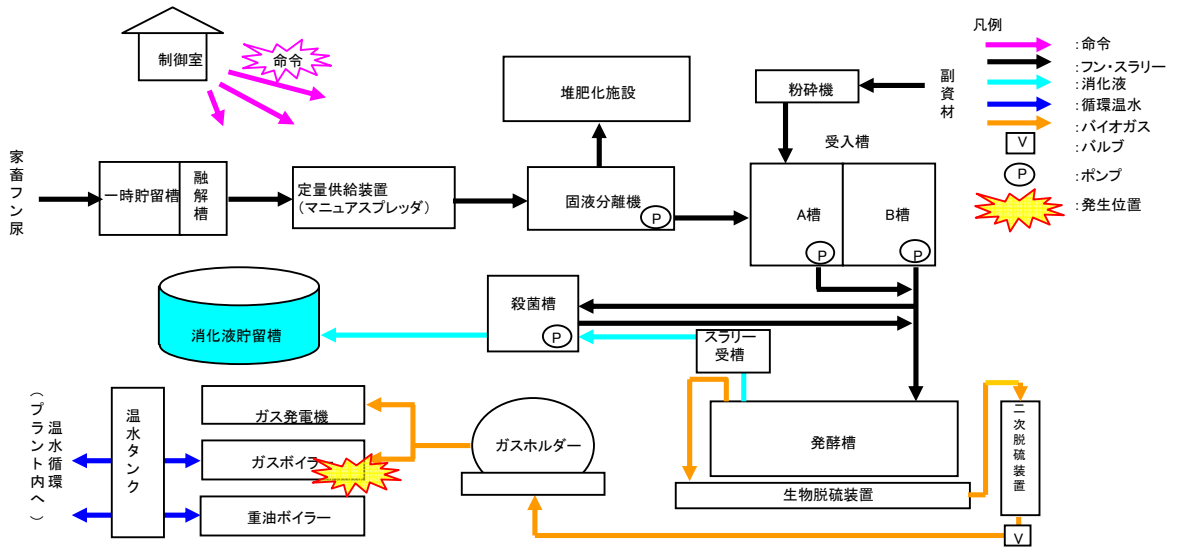 制御室
命令
堆肥化施設
粉砕機
副資材
凡例
:命令
:フン・スラリー
:消化液
:循環温水
:バイオガス
V
:バルブ
P
:ポンプ
:発生位置
家畜フン尿
一時貯留槽
融解槽
定量供給装置
(マニュアスプレッダ)
固液分離機
P
受入槽
A槽
P
B槽
P
消化液貯留槽
殺菌槽
P
スラリー
受槽
温水循環
(プラント内へ)
温水タンク
ガス発電機
ガスボイラー
重油ボイラー
ガスホルダー
発酵槽
生物脱硫装置
二次脱硫装置
V